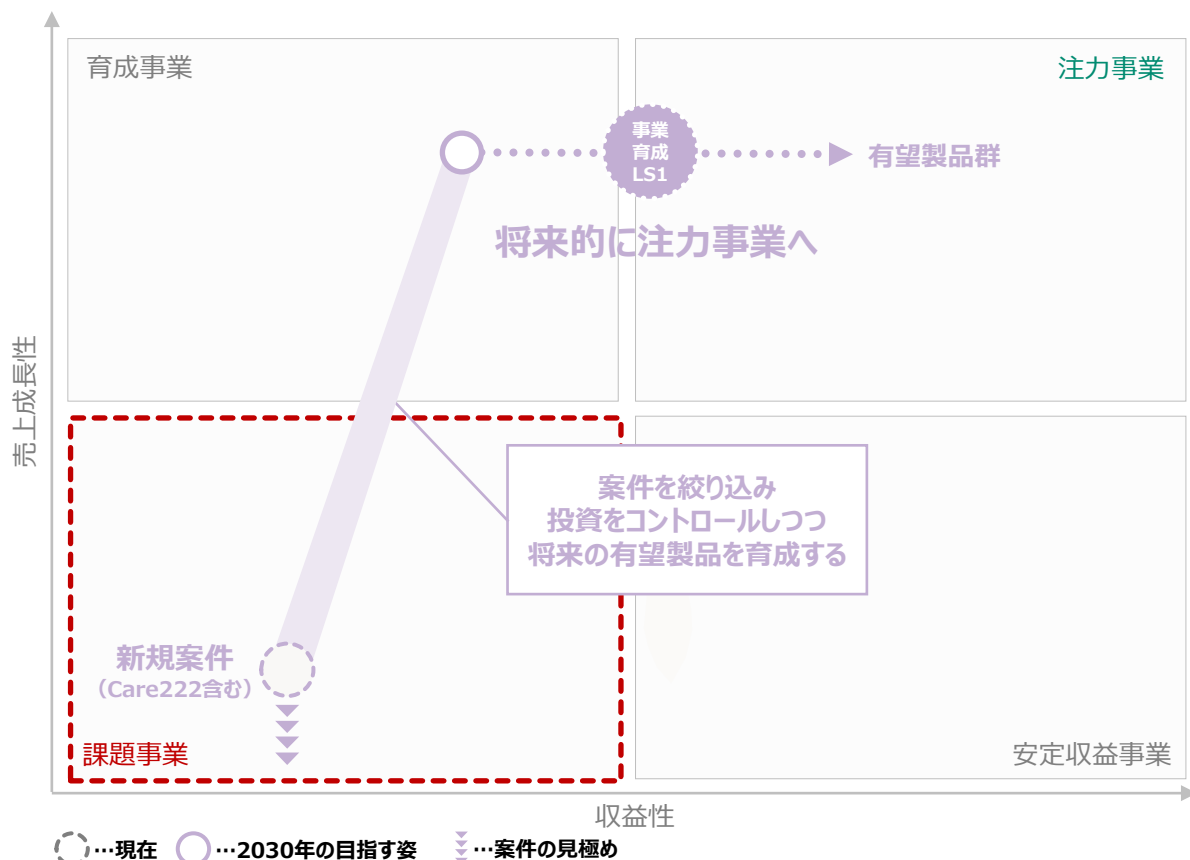 育成事業
注力事業
事業
育成
LS1
有望製品群
将来的に注力事業へ
売上成長性
案件を絞り込み
投資をコントロールしつつ
将来の有望製品を育成する
新規案件
（Care222含む）
課題事業
安定収益事業
収益性
…現在
…2030年の目指す姿
…案件の見極め